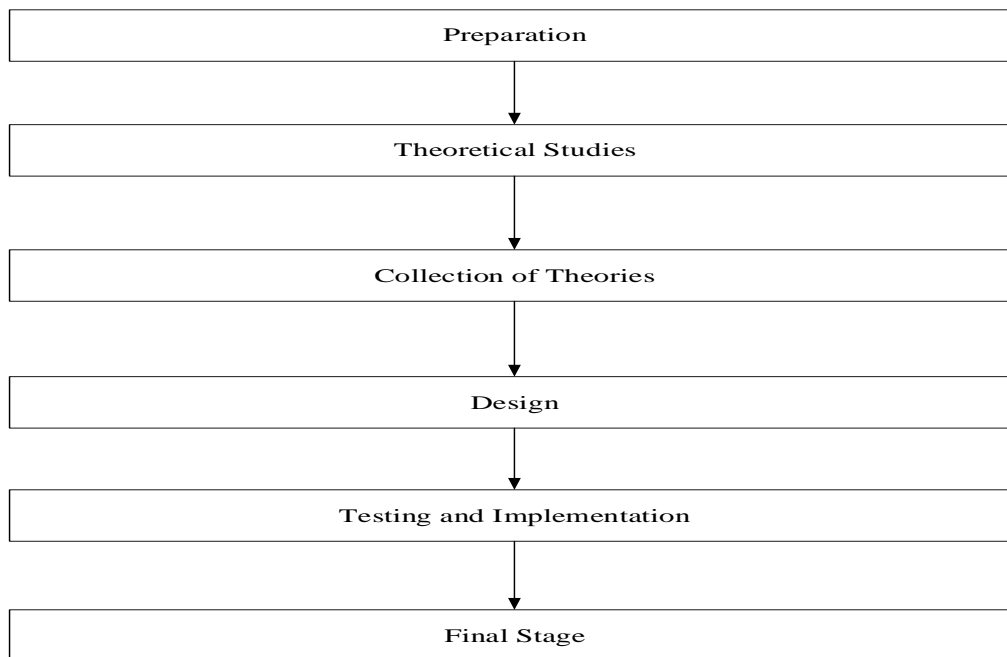 Preparation
Theoretical Studies
Collection of Theories
Design
Testing and Implementation
Final Stage